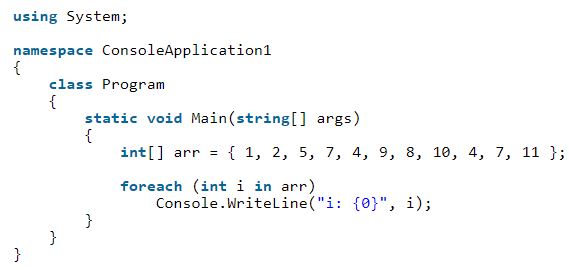 using System;

namespace ConsoleApplication1
{
    class Program
    {
        static void Main(string[] args)
        {
            int[] arr = { 1, 2, 5, 7, 4, 9, 8, 10, 4, 7, 11 };

            foreach (int i in arr)
                Console.WriteLine("i: {0}", i);
        }
    }
}